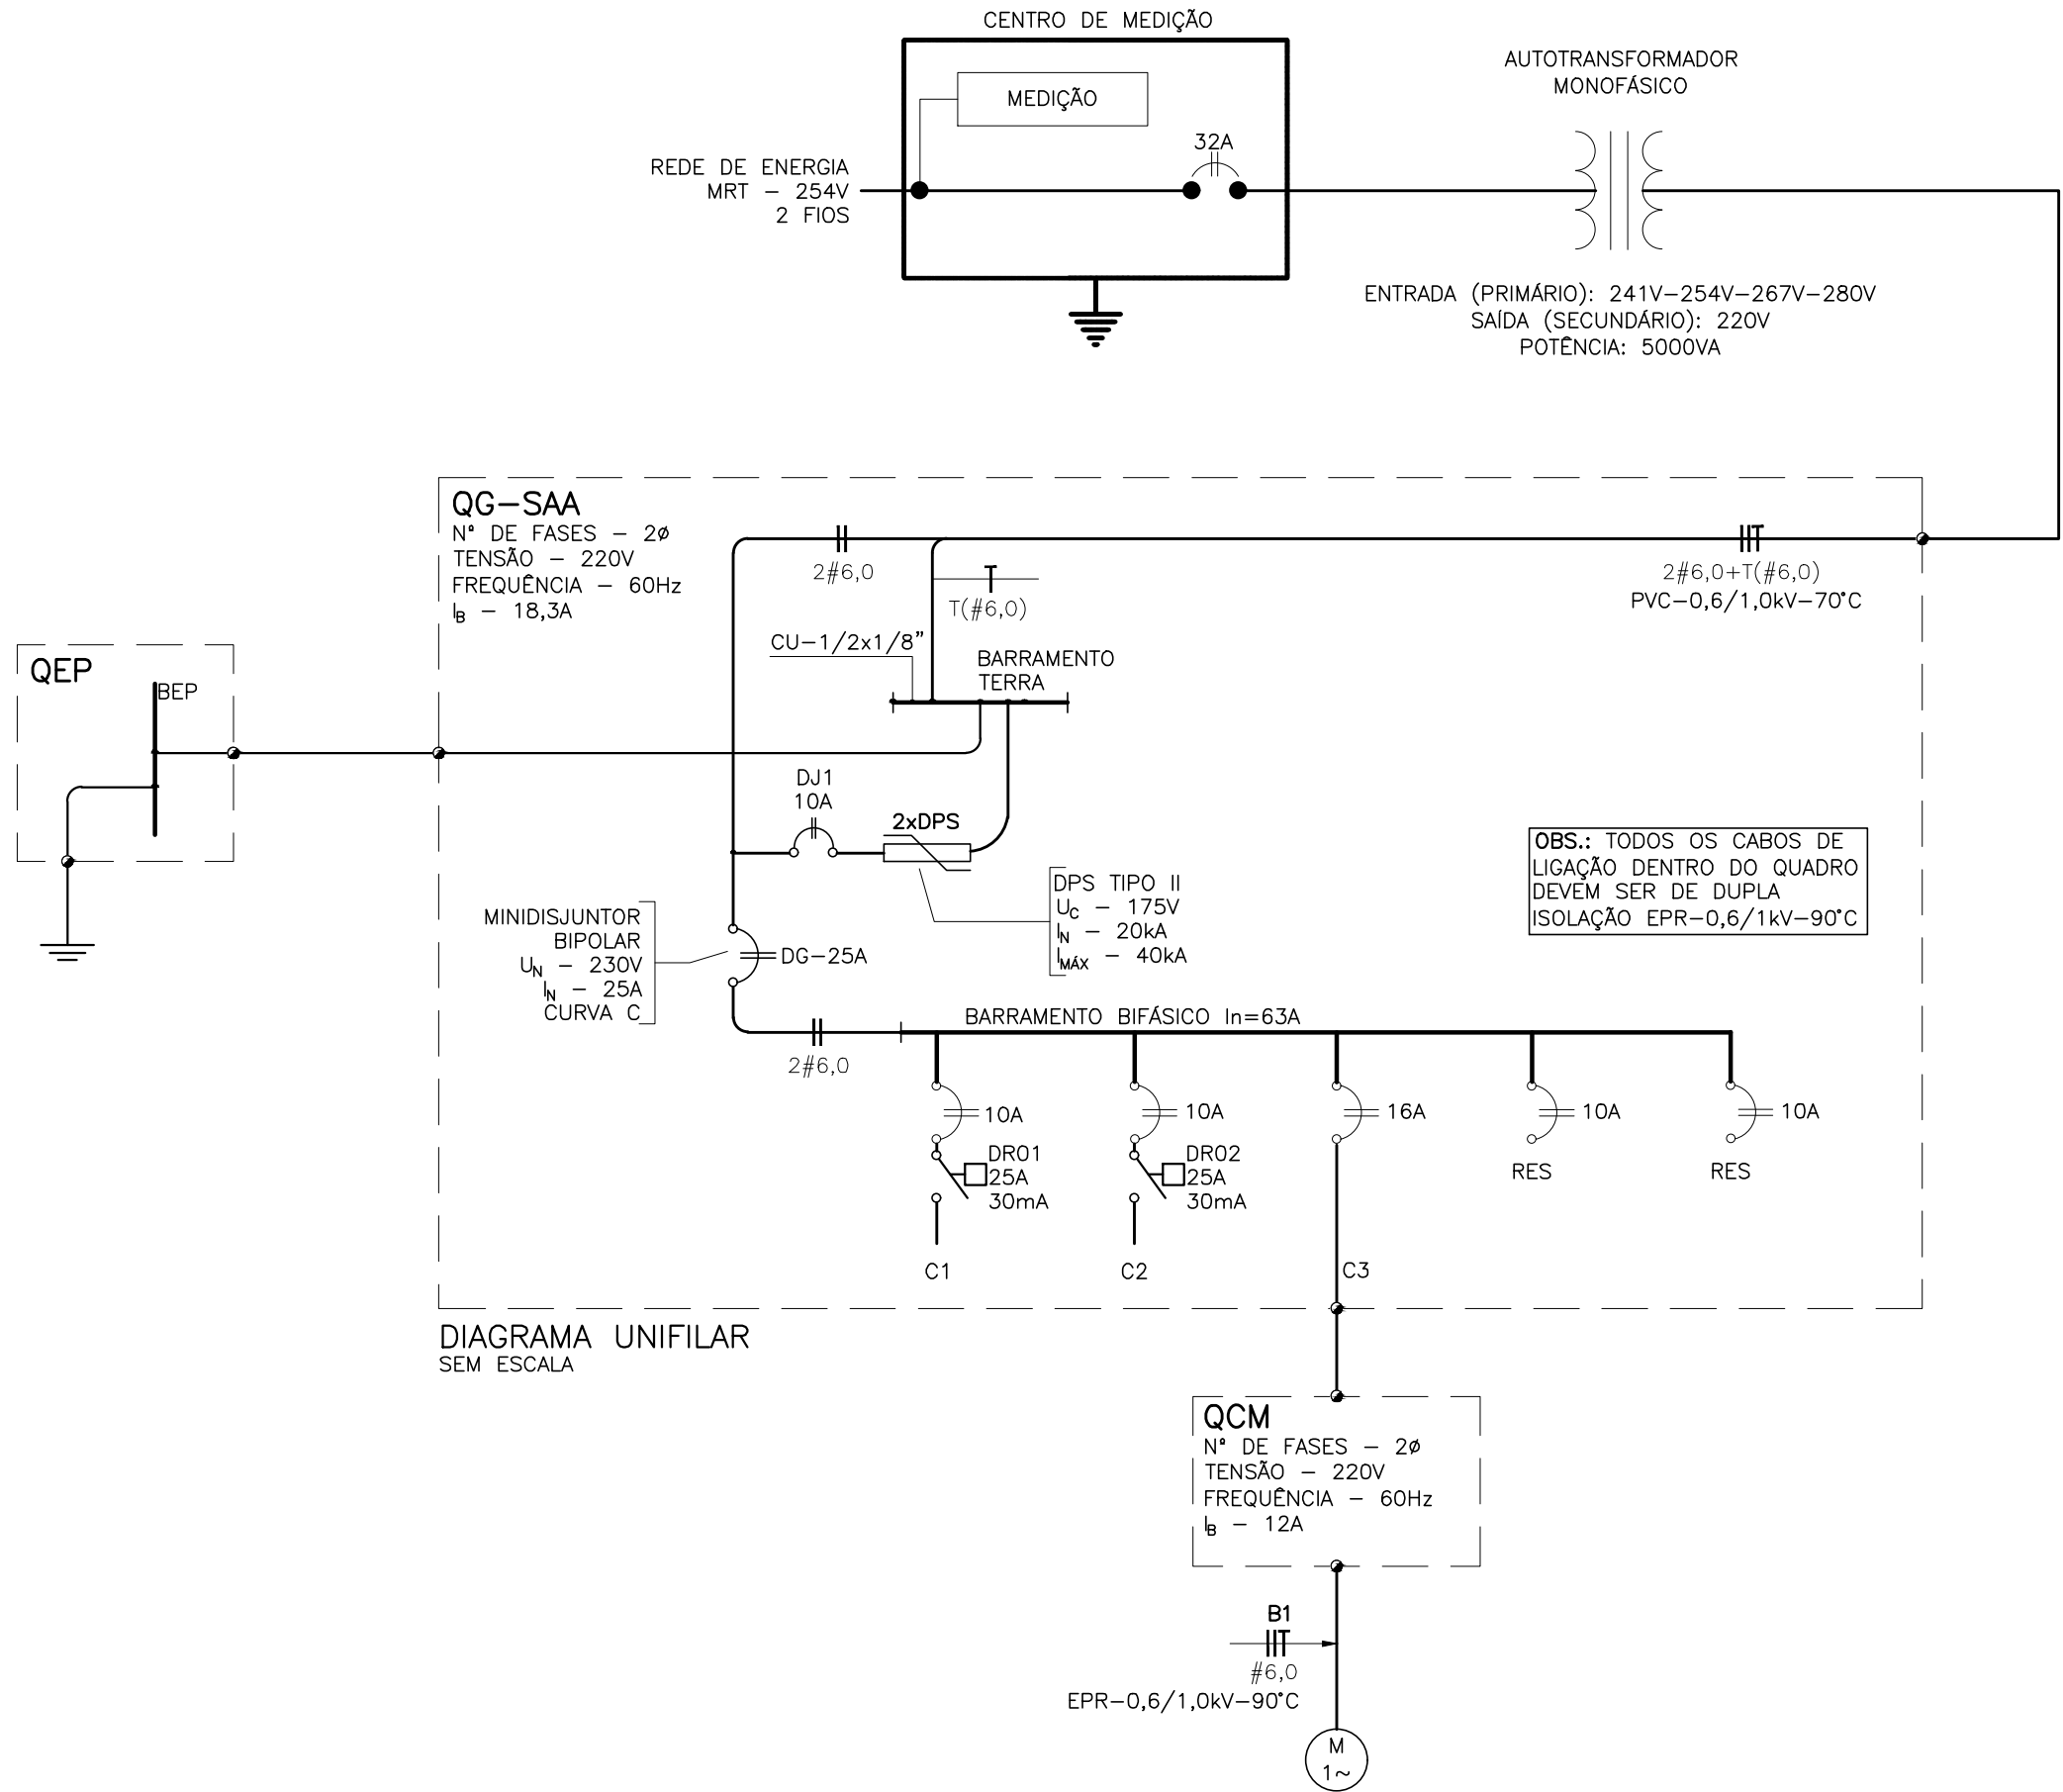 CENTRO DE MEDIÇÃO
MEDIÇÃO
32A
REDE DE ENERGIA
MRT – 254V
2 FIOS
AUTOTRANSFORMADOR
MONOFÁSICO
ENTRADA (PRIMÁRIO): 241V–254V–267V–280V
SAÍDA (SECUNDÁRIO): 220V
POTÊNCIA: 5000VA
QG–SAA
Nº DE FASES – 2ø
TENSÃO – 220V
FREQUÊNCIA – 60Hz
IB – 18,3A
2#6,0
T
T(#6,0)
T
2#6,0+T(#6,0)
PVC–0,6/1,0kV–70°C
CU–1/2x1/8”
BARRAMENTO
TERRA
QEP
BEP
DJ1
10A
2xDPS
DPS TIPO II
UC – 175V
IN – 20kA
IMÁX – 40kA
OBS.: TODOS OS CABOS DE
LIGAÇÃO DENTRO DO QUADRO
DEVEM SER DE DUPLA
ISOLAÇÃO EPR–0,6/1kV–90°C
MINIDISJUNTOR
BIPOLAR
UN – 230V
IN – 25A
CURVA C
DG–25A
BARRAMENTO BIFÁSICO In=63A
2#6,0
10A
10A
16A
10A
10A
DR01
25A
30mA
DR02
25A
30mA
RES
RES
C1
C2
C3
DIAGRAMA UNIFILAR
SEM ESCALA
QCM
Nº DE FASES – 2ø
TENSÃO – 220V
FREQUÊNCIA – 60Hz
IB – 12A
B1
T
#6,0
EPR–0,6/1,0kV–90°C
M
1~